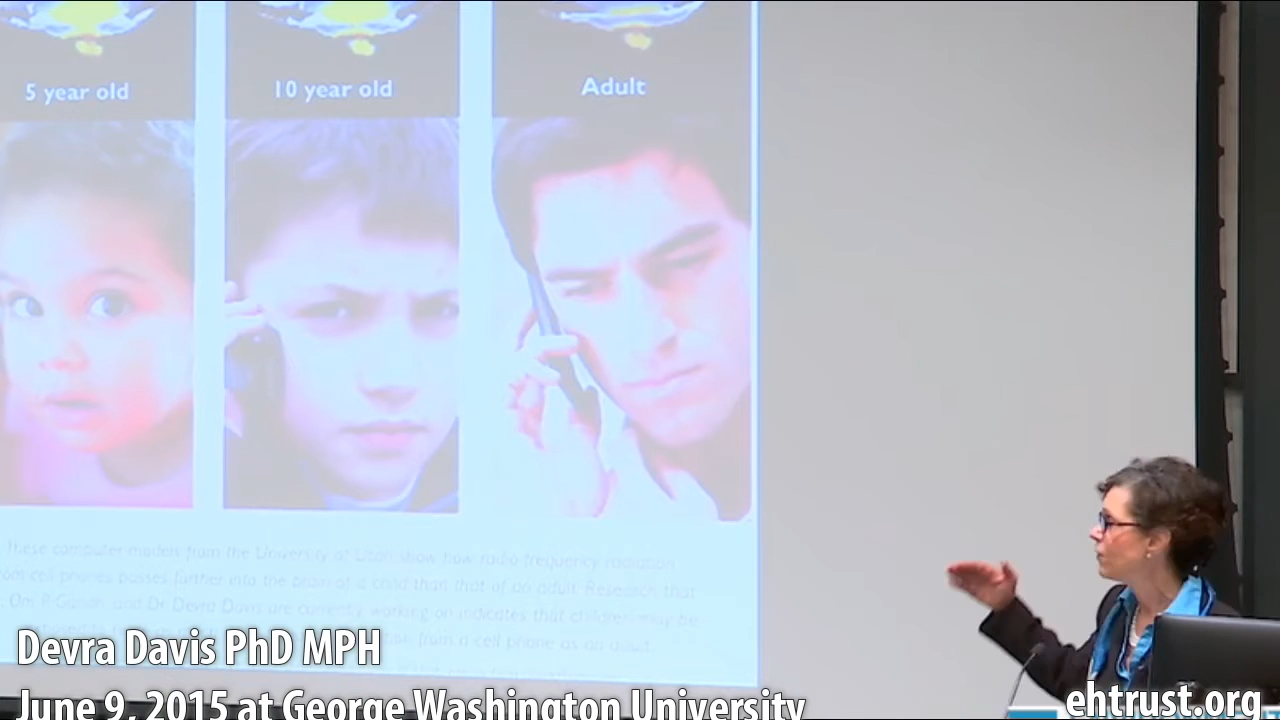 5 year old
10 year old
Adult
These computer models from the University of Utah show how radio frequency radiation
from cell phones passes further into the brain of a child than that of an adult. Research that
Om P. Gandhi and Dr. Devra Davis are currently working on indicates that children may be
from a cell phone as an adult.
Devra Davis PhD MPH
June 9, 2015 at George Washington University
ehtrust.org